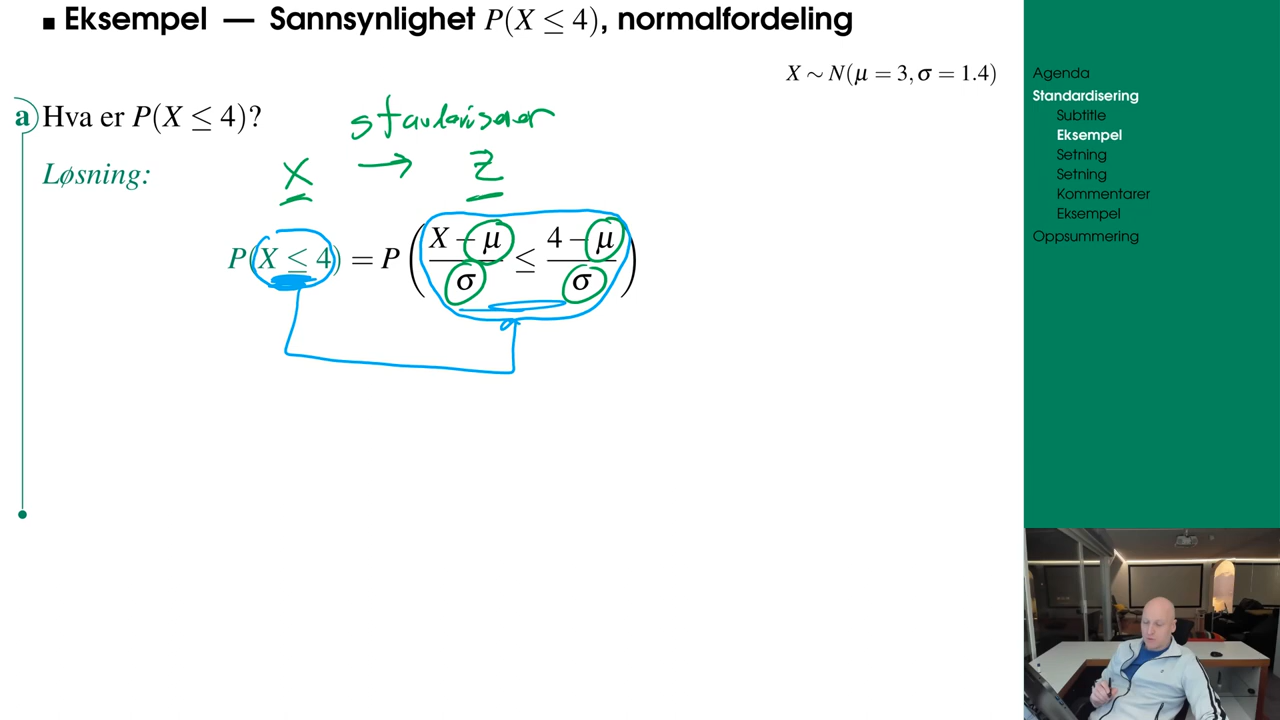 Eksempel — Sannsynlighet P(X ≤ 4), normalfordeling
X ∼ N(μ = 3, σ = 1.4)
a Hva er P(X ≤ 4)?
Løsning:
X → Z
P(X ≤ 4) = P((X − μ)/σ ≤ (4 − μ)/σ)
Agenda
Standardisering
Subtitle
Eksempel
Setning
Setning
Kommentarer
Eksempel
Oppsummering